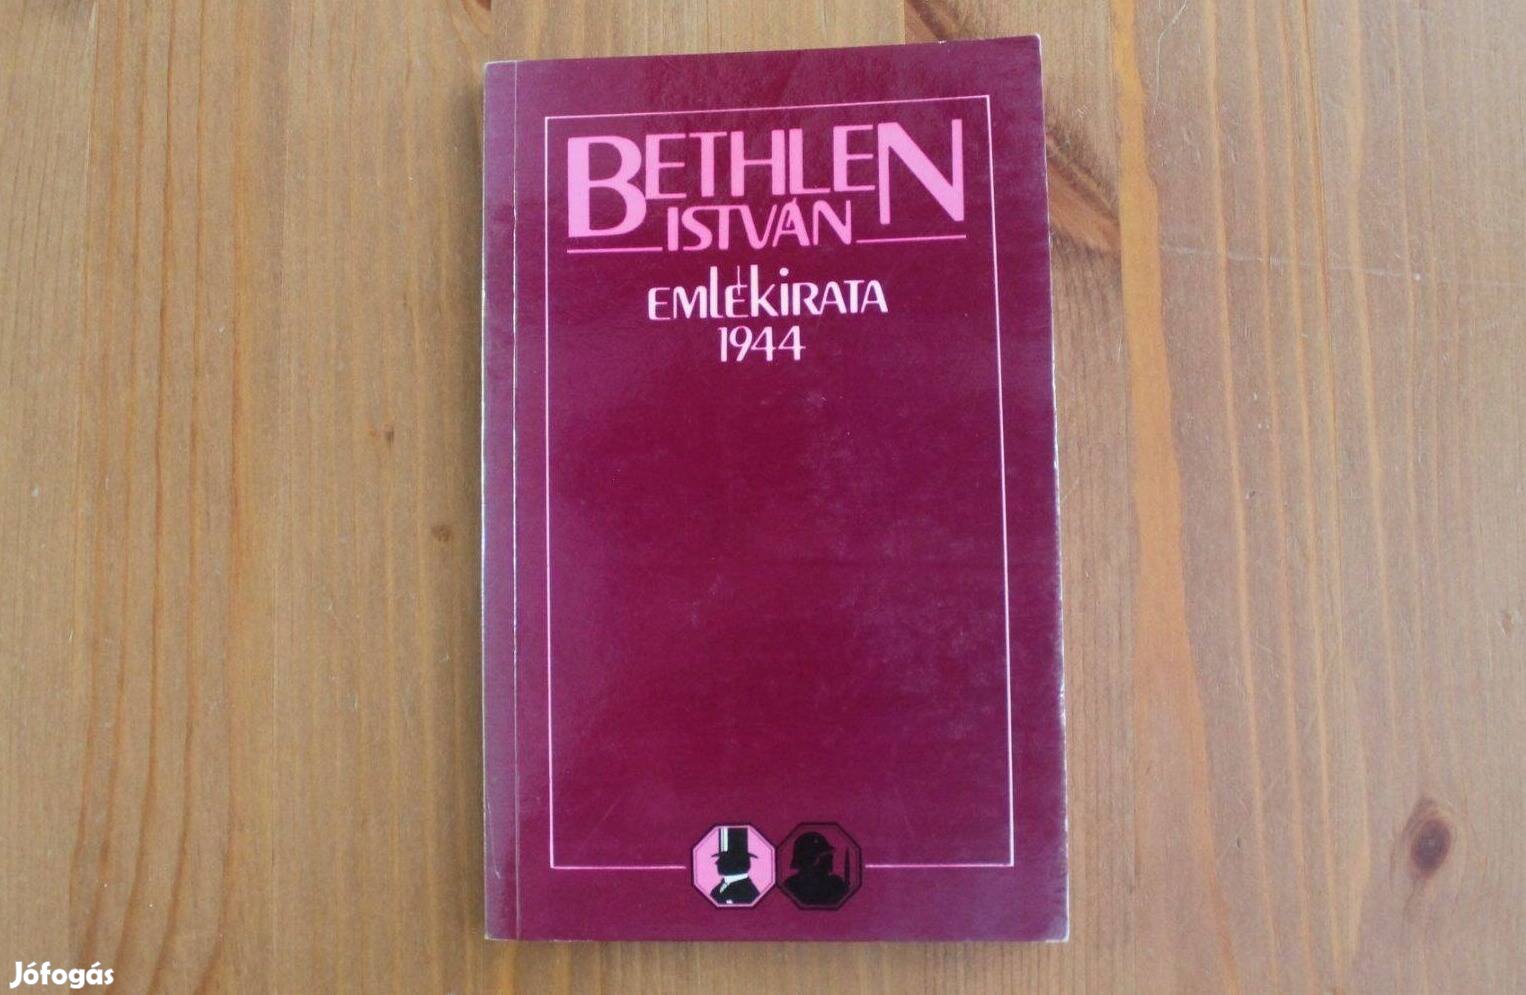 BETHLEN
ISTVÁN
EMLÉKIRATA
1944
Jófogás